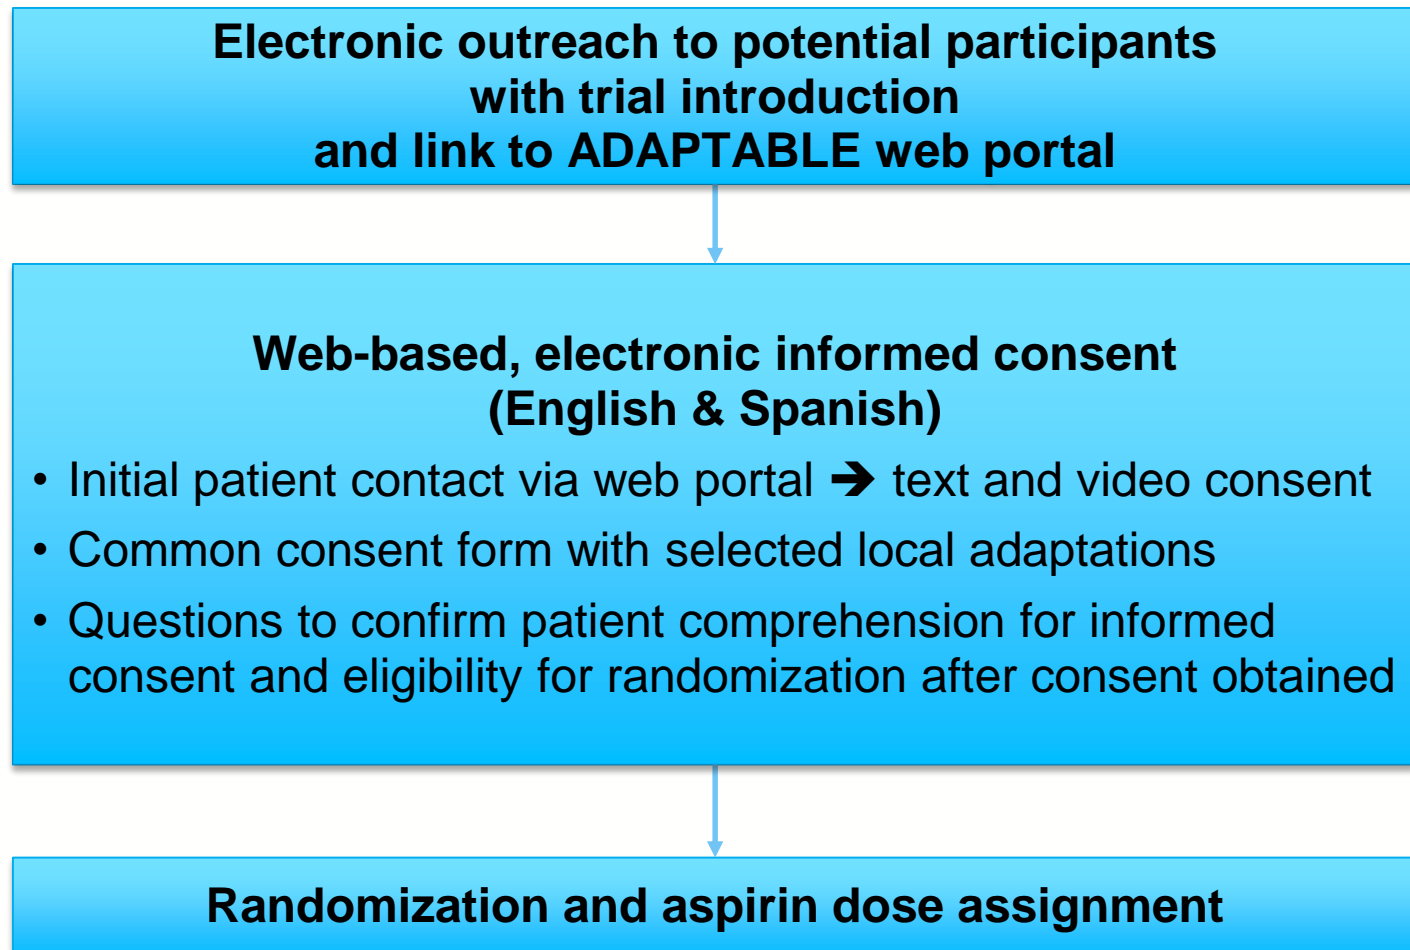 Electronic outreach to potential participants
with trial introduction
and link to ADAPTABLE web portal
Web-based, electronic informed consent
(English & Spanish)
• Initial patient contact via web portal ➔ text and video consent
• Common consent form with selected local adaptations
• Questions to confirm patient comprehension for informed
consent and eligibility for randomization after consent obtained
Randomization and aspirin dose assignment